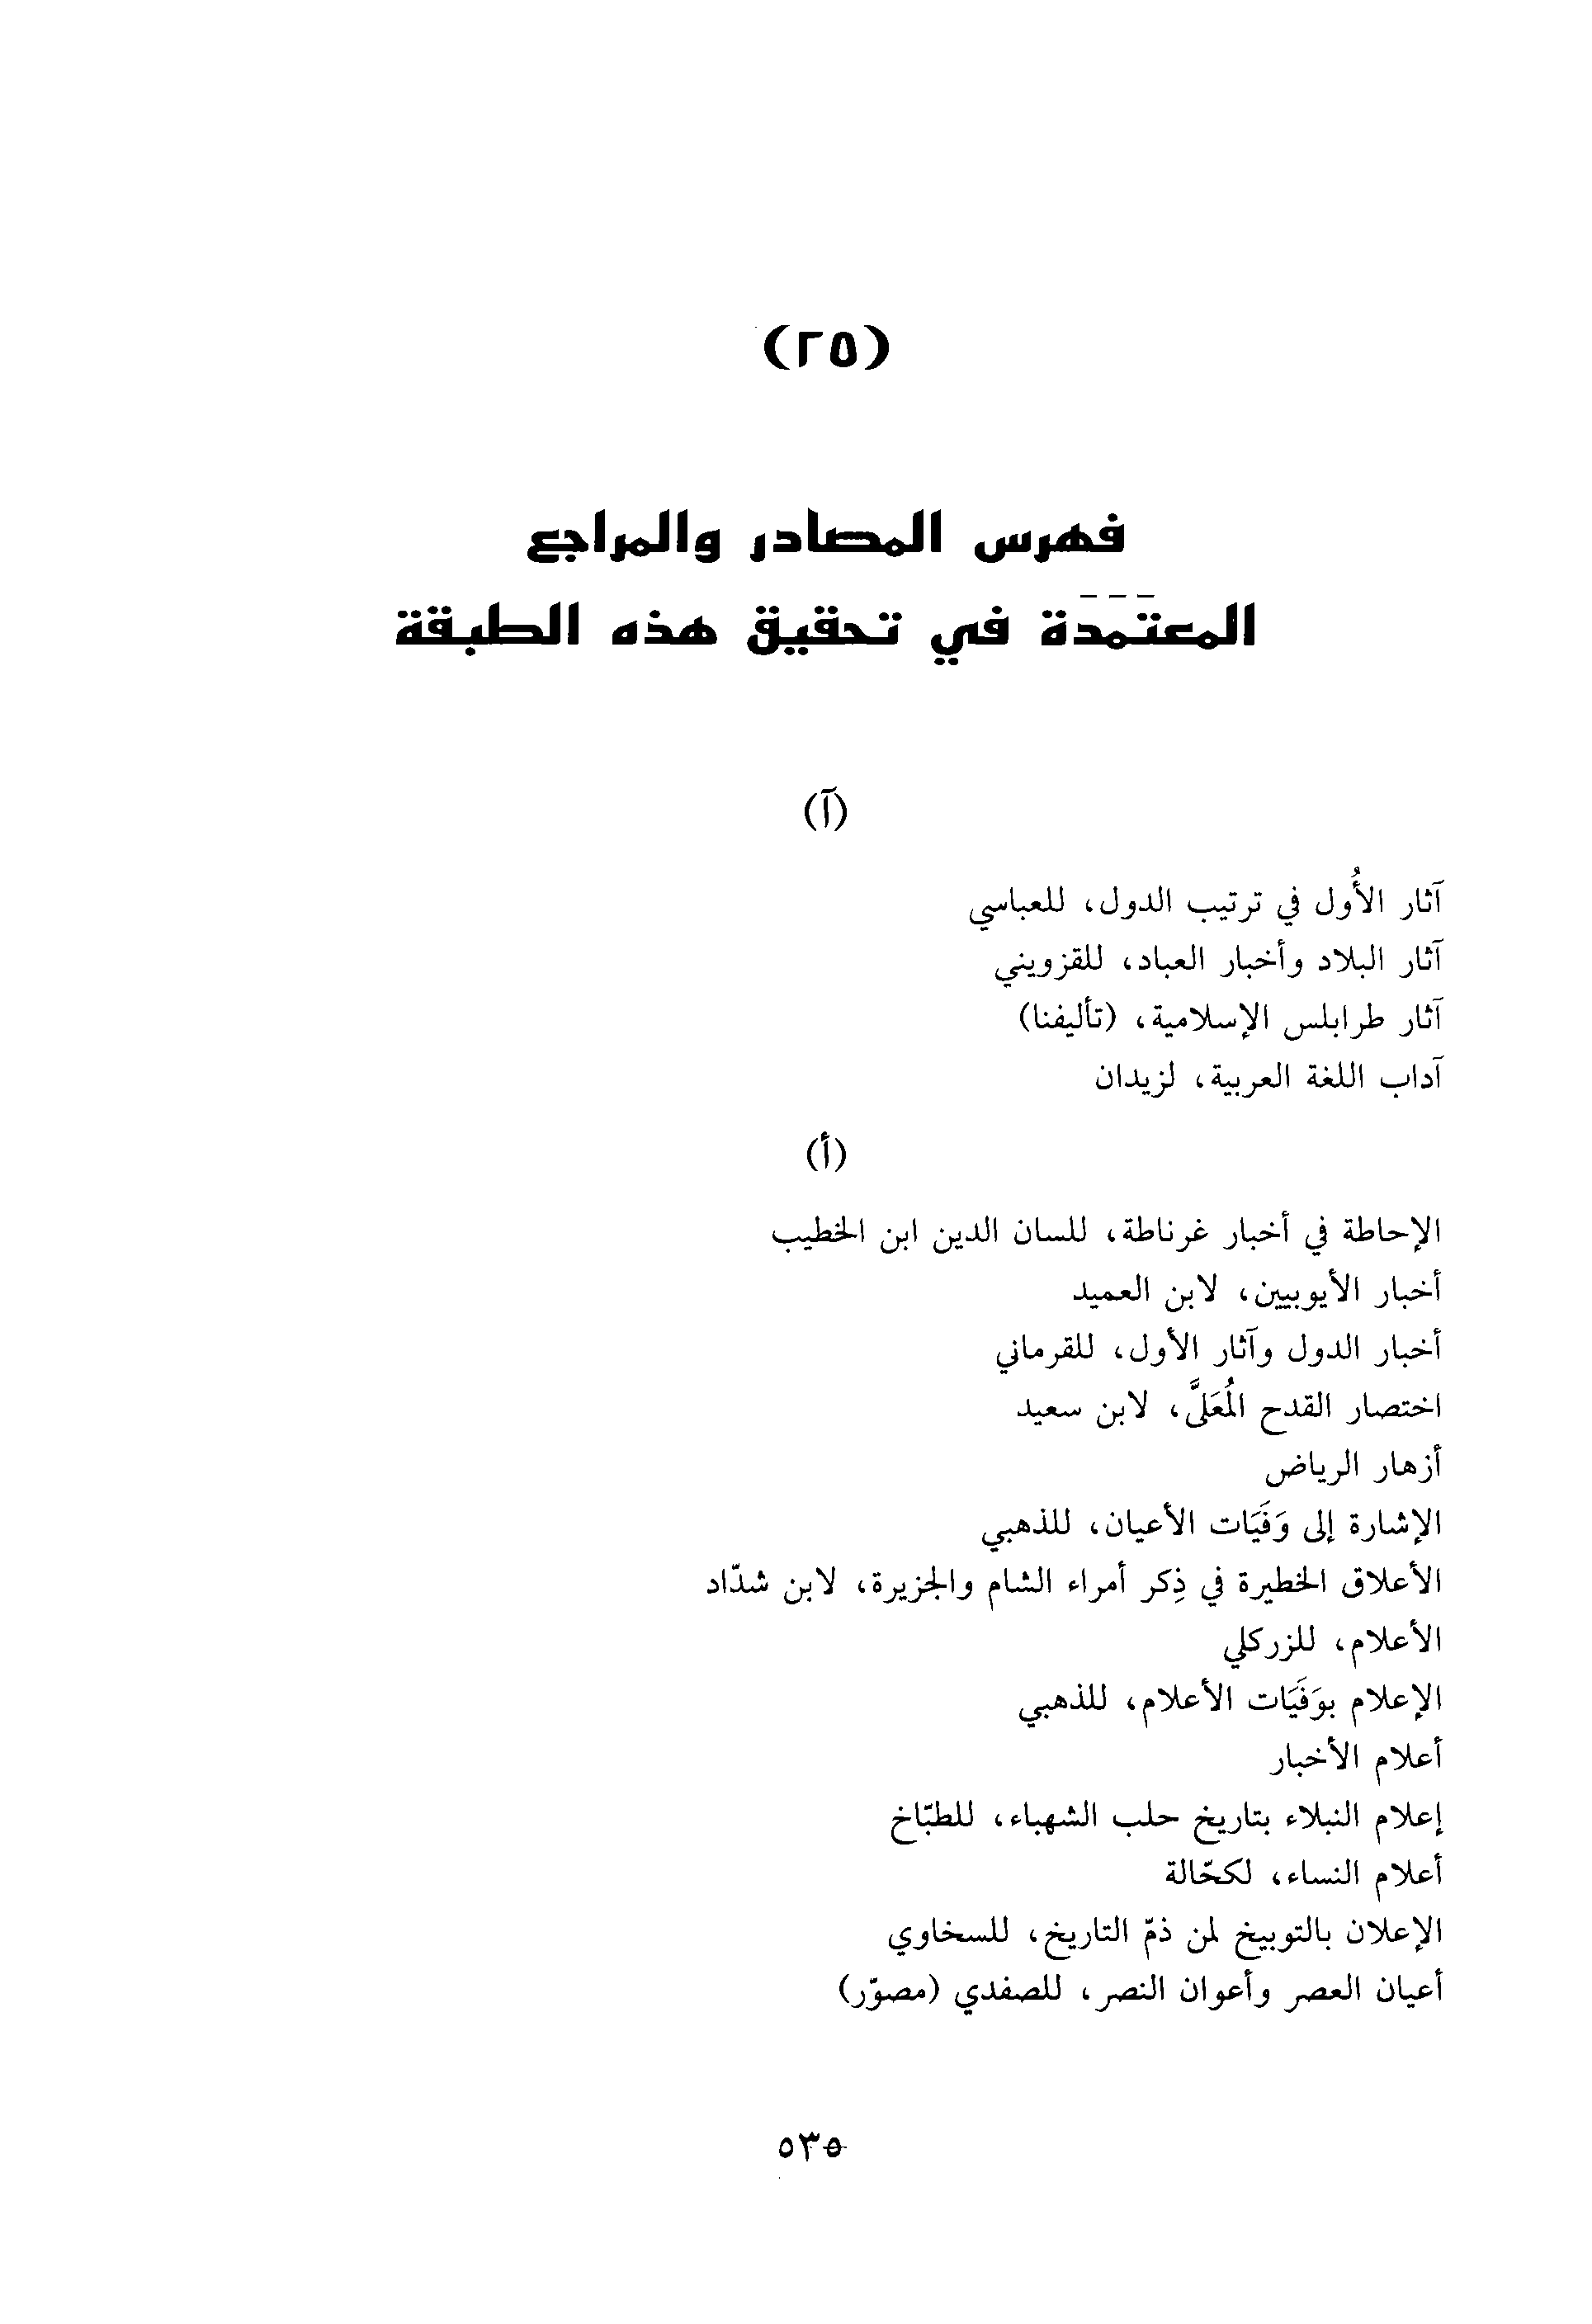 (٢٥)
فهرس المصادر والمراجع
المعتمدة في تحقيق هذه الطبقة
(آ)
آثار الأُول في ترتيب الدول، للعباسي
آثار البلاد وأخبار العباد، للقزويني
آثار طرابلس الإسلامية، (تأليفنا)
آداب اللغة العربية، لزيدان
(أ)
الإحاطة في أخبار غرناطة، للسان الدين ابن الخطيب
أخبار الأيوبيين، لابن العميد
أخبار الدول وآثار الأول، للقرماني
اختصار القدح المُعَلىَّ، لابن سعيد
أزهار الرياض
الإشارة إلى وَفَيَات الأعيان، للذهبي
الأعلاق الخطيرة في ذِكر أمراء الشام والجزيرة، لابن شدّاد
الأعلام، للزركلي
الإعلام بوَفَيَات الأعلام، للذهبي
أعلام الأخبار
إعلام النبلاء بتاريخ حلب الشهباء، للطبّاخ
أعلام النساء، لكحّالة
الإعلان بالتوبيخ لمن ذمّ التاريخ، للسخاوي
أعيان العصر وأعوان النصر، للصفدي (مصوّر)
٥٣٥